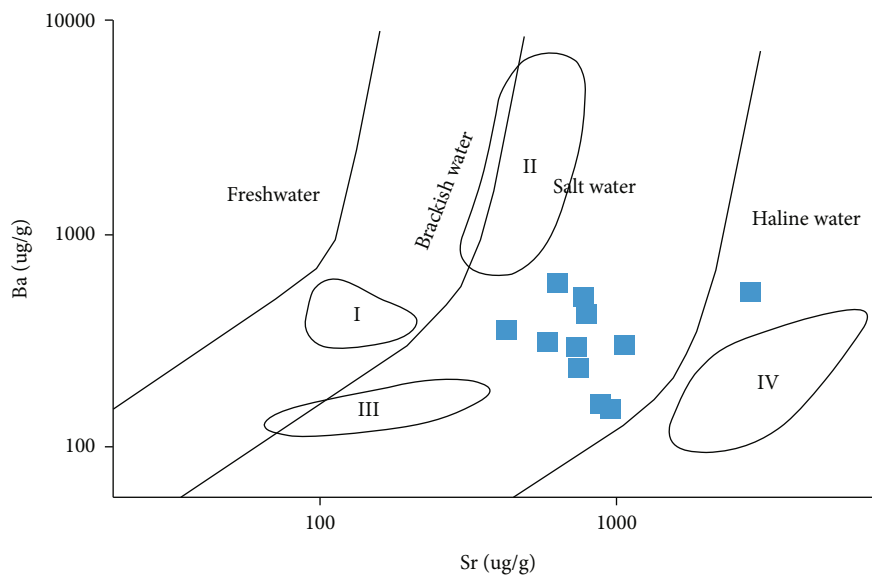 10000
1000
100
Ba (ug/g)
Freshwater
Brackish water
II
Salt water
Haline water
I
III
IV
100
1000
Sr (ug/g)